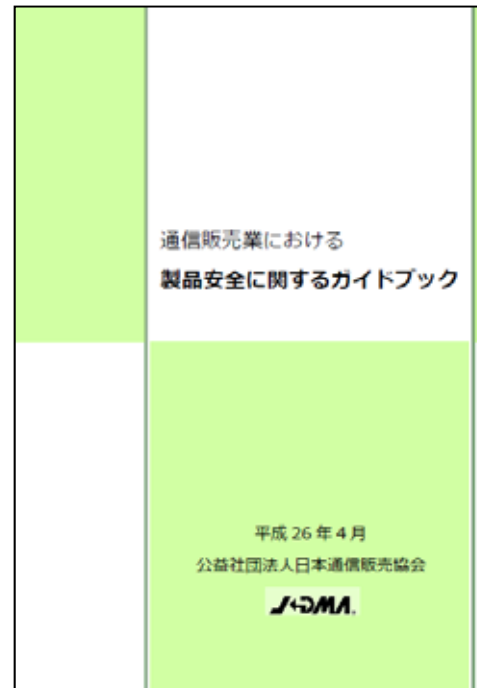 通信販売業における
製品安全に関するガイドブック
平成 26 年 4 月
公益社団法人日本通信販売協会
JADMA.